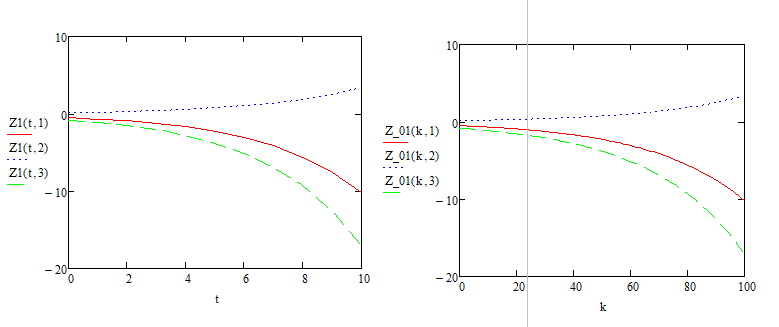 10
0
−10
−20
0 2 4 6 8 10
t
Z1(t,1)
Z1(t,2)
Z1(t,3)
10
0
−10
−20
0 20 40 60 80 100
k
Z_01(k,1)
Z_01(k,2)
Z_01(k,3)